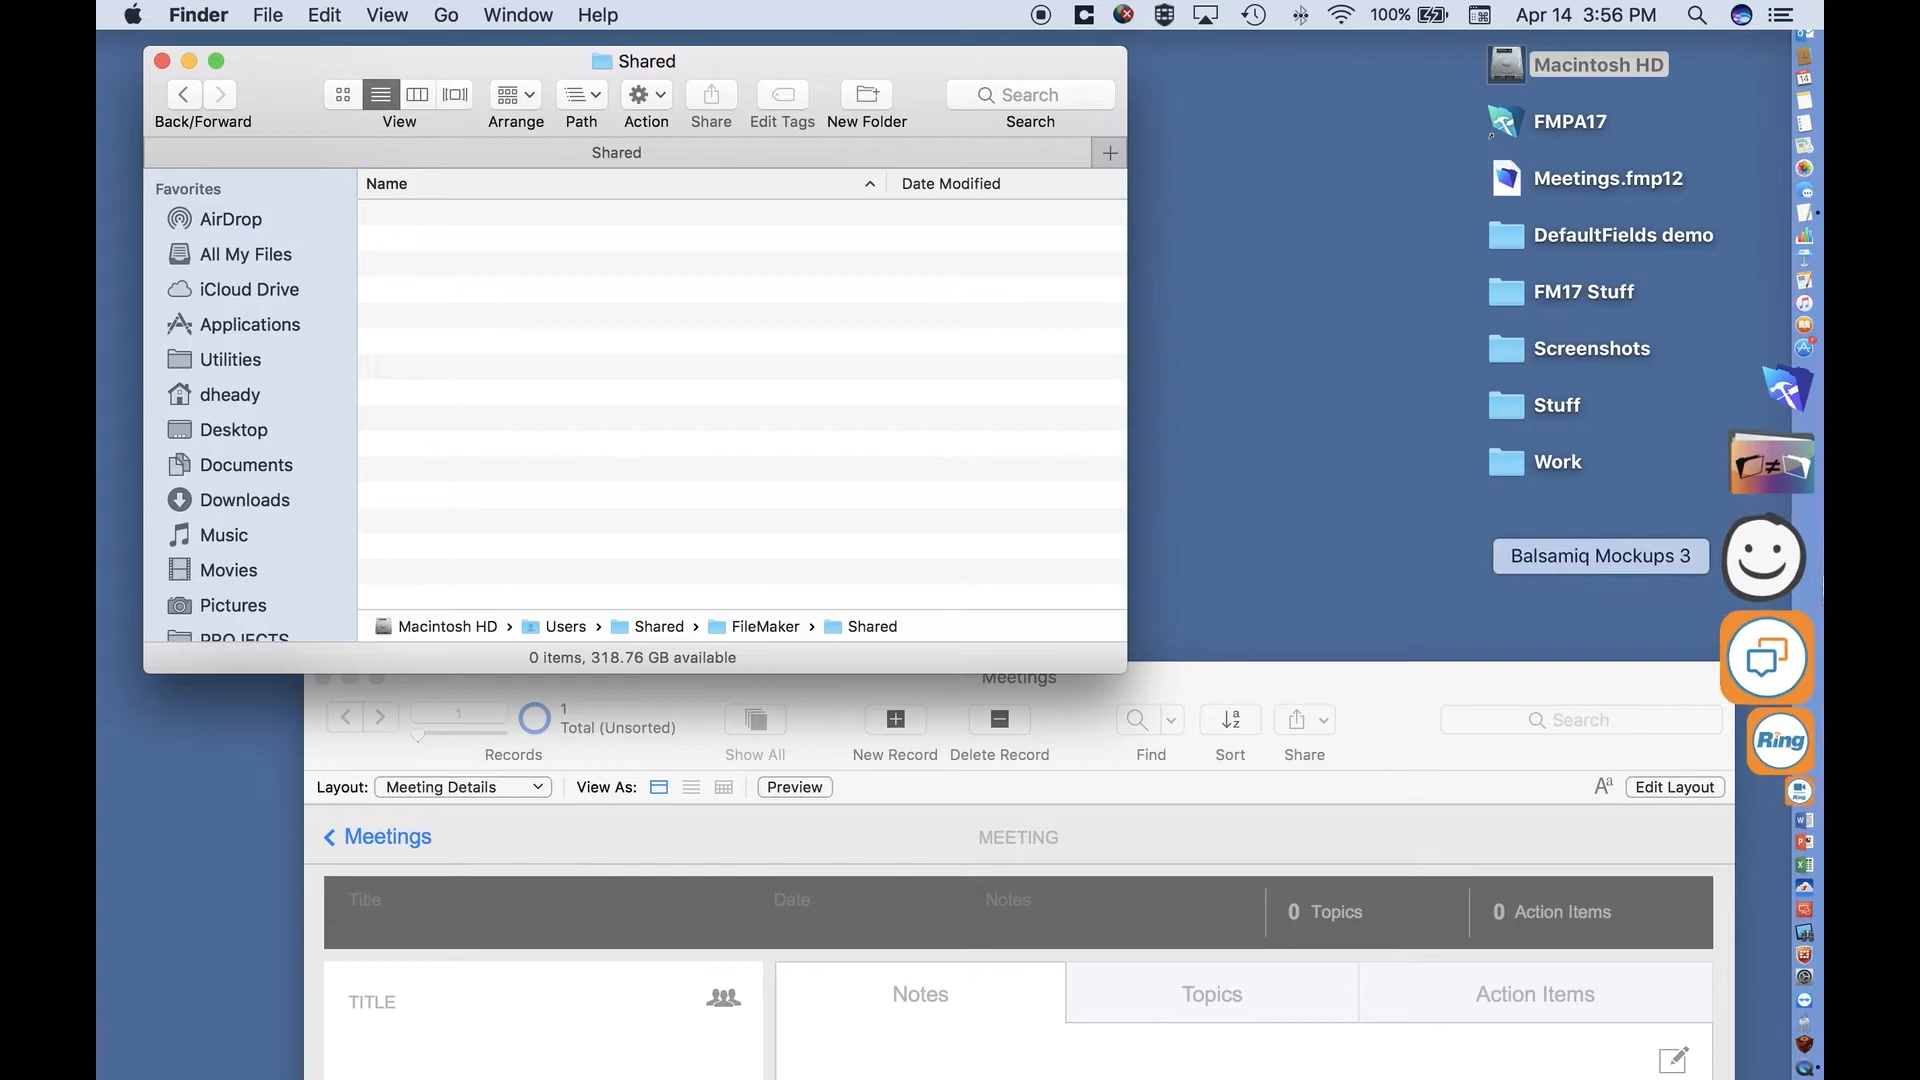 Finder File Edit View Go Window Help 100% Apr 14 3:56 PM
Shared
Search
Back/Forward View Arrange Path Action Share Edit Tags New Folder Search
Shared
Name Date Modified
Favorites
AirDrop
All My Files
iCloud Drive
Applications
Utilities
dheady
Desktop
Documents
Downloads
Music
Movies
Pictures
PROJECTS
Macintosh HD › Users › Shared › FileMaker › Shared
0 items, 318.76 GB available
Macintosh HD
FMPA17
Meetings.fmp12
DefaultFields demo
FM17 Stuff
Screenshots
Stuff
Work
Balsamiq Mockups 3
Ring
Meetings
1
1
Total (Unsorted)
Search
Records Show All New Record Delete Record Find Sort Share
Layout: Meeting Details View As: Preview Aa Edit Layout
Meetings MEETING
Title Date Notes 0 Topics 0 Action Items
TITLE Notes Topics Action Items